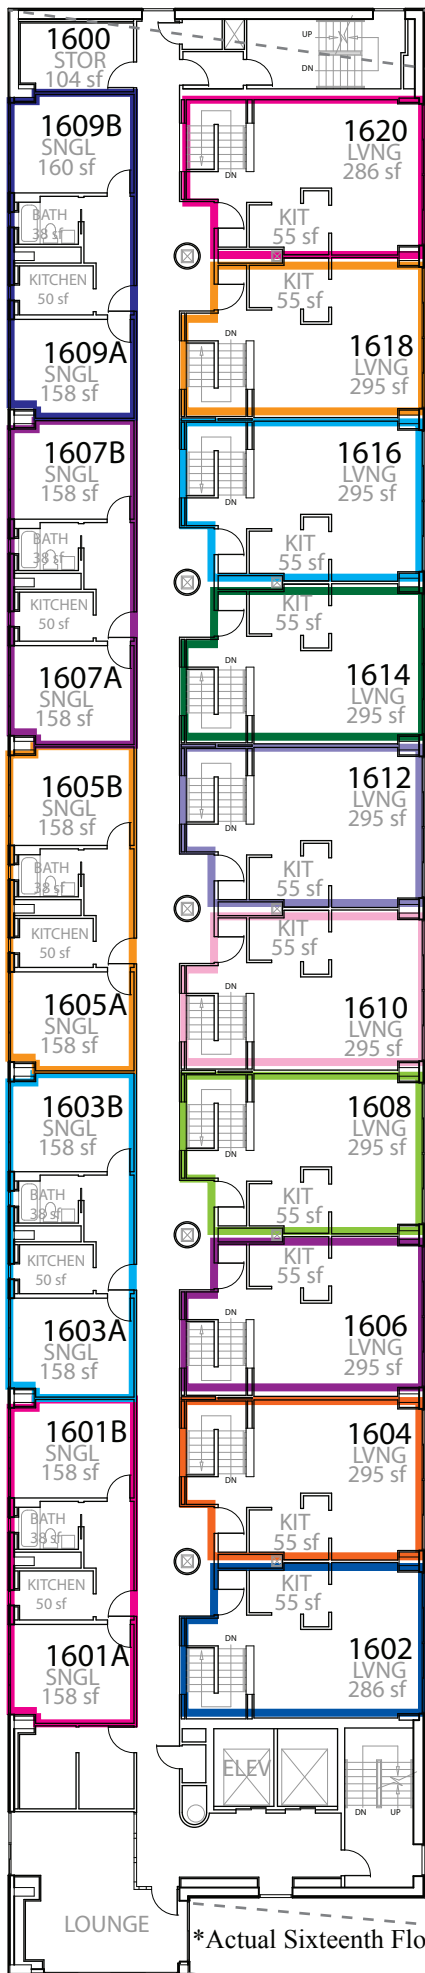 1600
STOR
104 sf
UP
DN
1609B
SNGL
160 sf
BATH
38 sf
KITCHEN
50 sf
1609A
SNGL
158 sf
1607B
SNGL
158 sf
BATH
38 sf
KITCHEN
50 sf
1607A
SNGL
158 sf
1605B
SNGL
158 sf
BATH
38 sf
KITCHEN
50 sf
1605A
SNGL
158 sf
1603B
SNGL
158 sf
BATH
38 sf
KITCHEN
50 sf
1603A
SNGL
158 sf
1601B
SNGL
158 sf
BATH
38 sf
KITCHEN
50 sf
1601A
SNGL
158 sf
1620
LVNG
286 sf
DN
KIT
55 sf
KIT
55 sf
DN
1618
LVNG
295 sf
1616
LVNG
295 sf
DN
KIT
55 sf
KIT
55 sf
DN
1614
LVNG
295 sf
1612
LVNG
295 sf
DN
KIT
55 sf
KIT
55 sf
DN
1610
LVNG
295 sf
1608
LVNG
295 sf
DN
KIT
55 sf
KIT
55 sf
DN
1606
LVNG
295 sf
1604
LVNG
295 sf
DN
KIT
55 sf
KIT
55 sf
DN
1602
LVNG
286 sf
ELEV
DN UP
LOUNGE
*Actual Sixteenth Flo